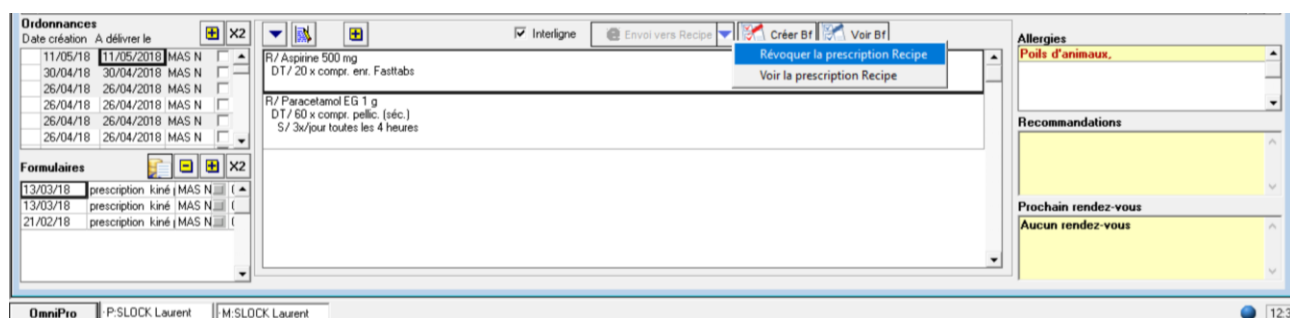 Ordonnances
Date création A délivrer le X2
11/05/18 11/05/2018 MAS N
30/04/18 30/04/2018 MAS N
26/04/18 26/04/2018 MAS N
26/04/18 26/04/2018 MAS N
26/04/18 26/04/2018 MAS N
26/04/18 26/04/2018 MAS N
Formulaires X2
13/03/18 prescription kiné MAS N
13/03/18 prescription kiné MAS N
21/02/18 prescription kiné MAS N
Interligne Envoi vers Recipe Créer Bf Voir Bf
Révoquer la prescription Recipe
Voir la prescription Recipe
R/ Aspirine 500 mg
DT/ 20 x compr. enr. Fasttabs
R/ Paracetamol EG 1 g
DT/ 60 x compr. pellic. (séc.)
S/ 3x/jour toutes les 4 heures
Allergies
Poils d'animaux,
Recommandations
Prochain rendez-vous
Aucun rendez-vous
OmniPro P:SLOCK Laurent M:SLOCK Laurent